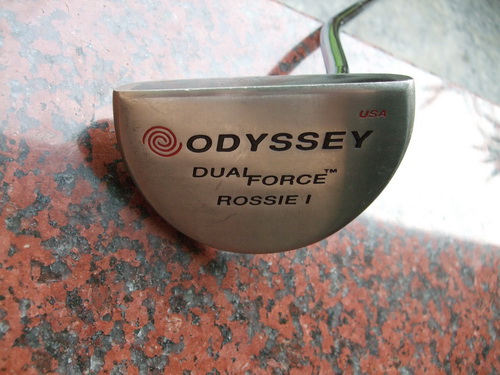 USA
ODYSSEY
DUAL FORCE™
ROSSIE I